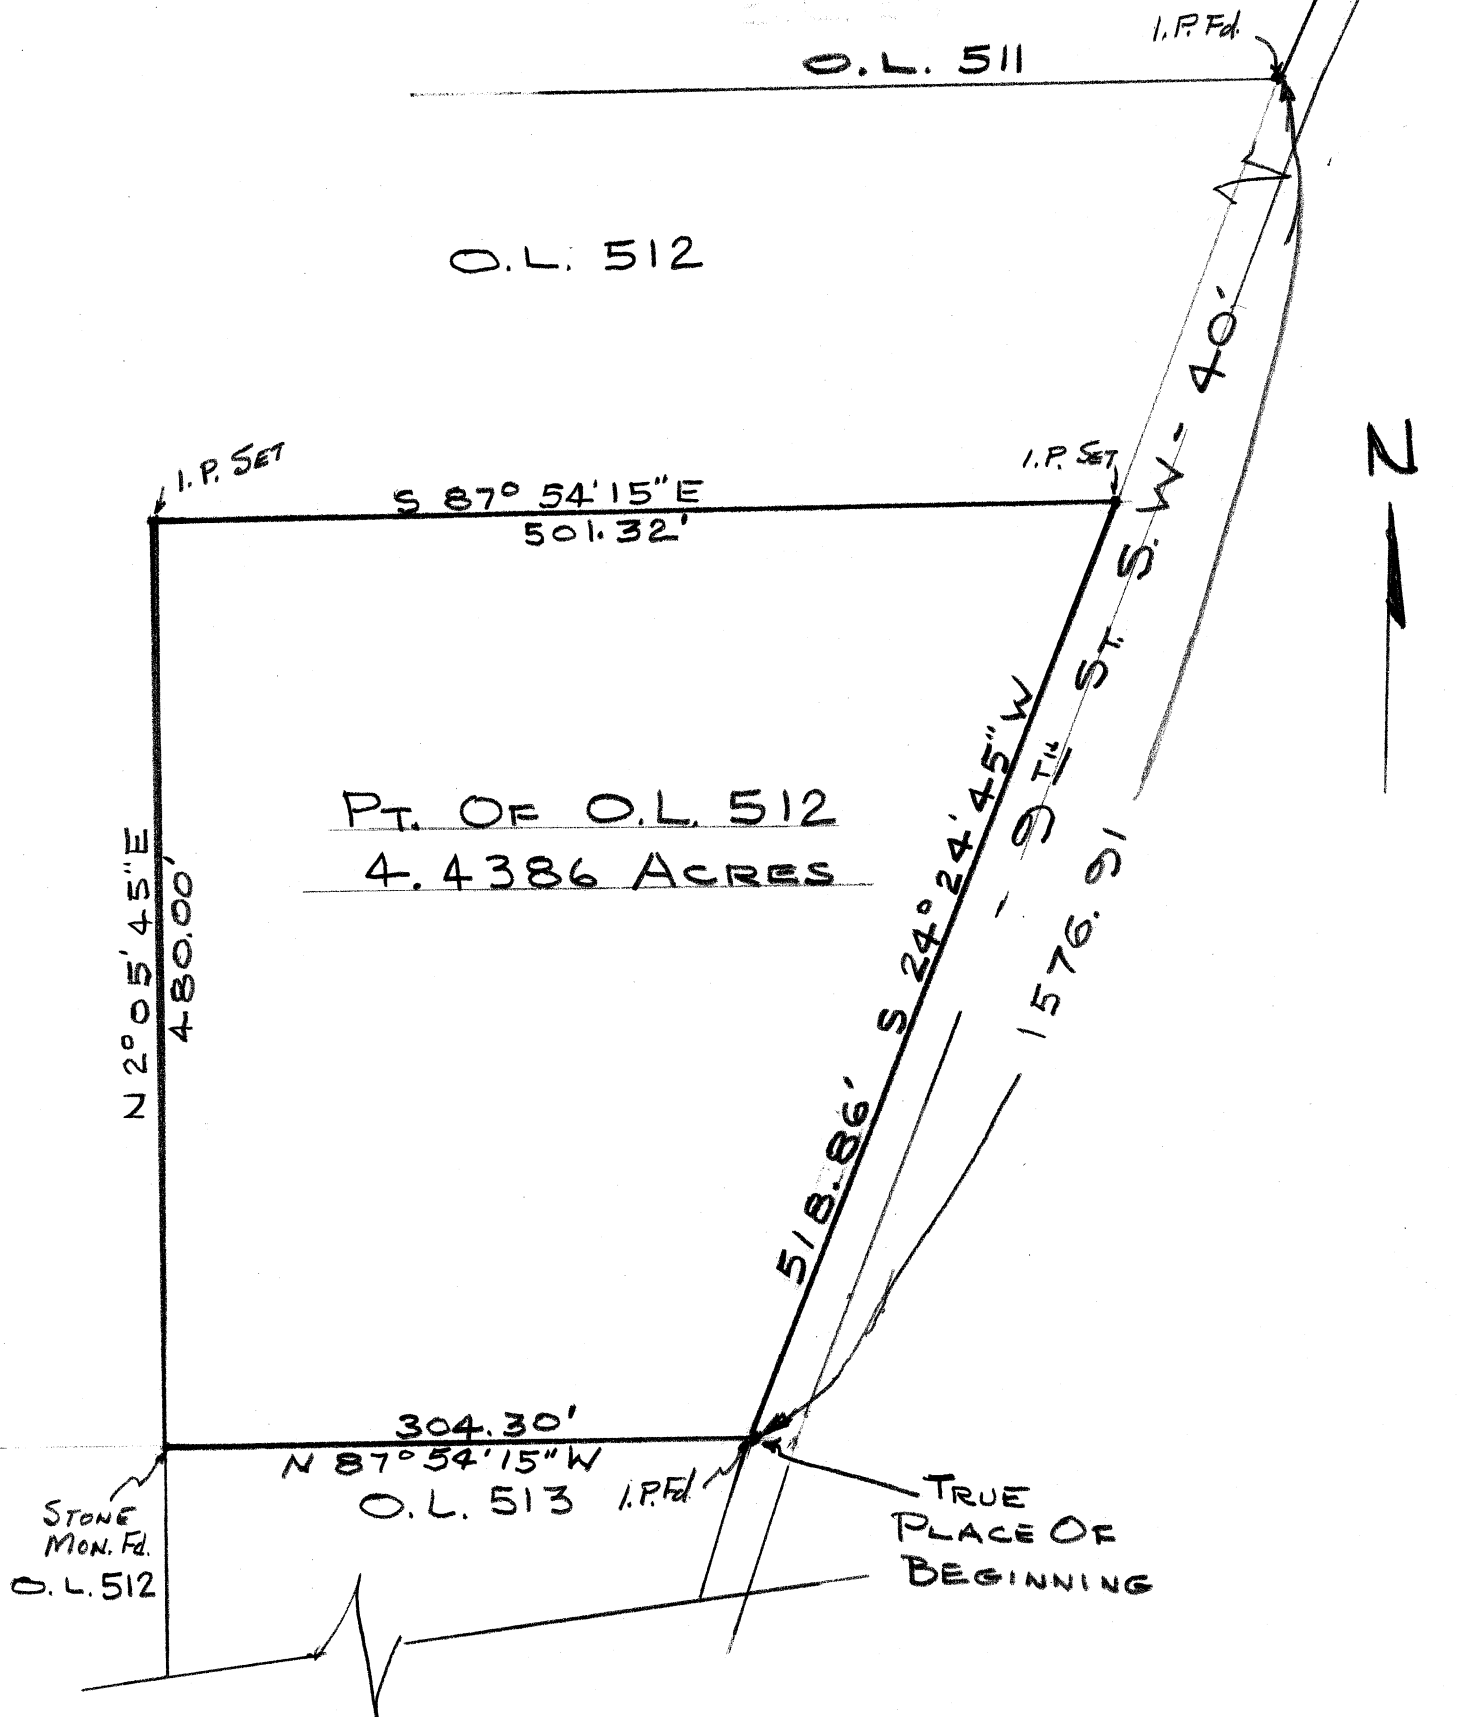 I.P. Fd.
O.L. 511
O.L. 512
9TH ST. S.W. - 40'
N
I.P. SET
I.P. SET
S 87° 54' 15" E
501.32'
PT. OF O.L. 512
4.4386 ACRES
N 2° 05' 45" E
480.00'
S 24° 24' 45" W
518.86'
1576.91
304.30'
N 87° 54' 15" W
O.L. 513
I.P. Fd
STONE
MON. Fd.
O.L. 512
TRUE
PLACE OF
BEGINNING